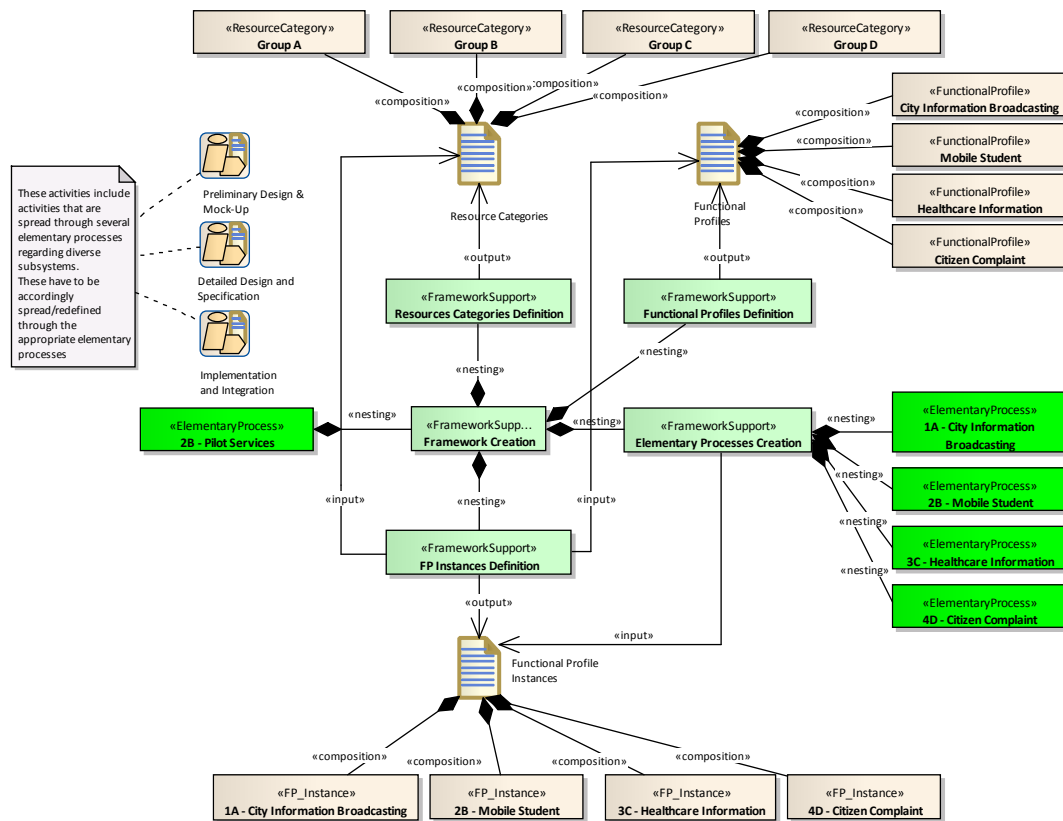 «ResourceCategory»
Group A
«ResourceCategory»
Group B
«ResourceCategory»
Group C
«ResourceCategory»
Group D
«composition»
«composition»
«composition»
«composition»
«FunctionalProfile»
City Information Broadcasting
«FunctionalProfile»
Mobile Student
«FunctionalProfile»
Healthcare Information
«FunctionalProfile»
Citizen Complaint
«composition»
«composition»
«composition»
«composition»
These activities include
activities that are
spread through several
elementary processes
regarding diverse
subsystems.
These have to be
accordingly
spread/redefined
through the
appropriate elementary
processes
Preliminary Design &
Mock-Up
Detailed Design and
Specification
Implementation
and Integration
Resource Categories
Functional
Profiles
«output»
«output»
«FrameworkSupport»
Resources Categories Definition
«FrameworkSupport»
Functional Profiles Definition
«nesting»
«nesting»
«ElementaryProcess»
2B - Pilot Services
«nesting»
«FrameworkSupp...
Framework Creation
«nesting»
«FrameworkSupport»
Elementary Processes Creation
«nesting»
«ElementaryProcess»
1A - City Information
Broadcasting
«nesting»
«ElementaryProcess»
2B - Mobile Student
«nesting»
«ElementaryProcess»
3C - Healthcare Information
«nesting»
«ElementaryProcess»
4D - Citizen Complaint
«input»
«nesting»
«input»
«FrameworkSupport»
FP Instances Definition
«output»
«input»
Functional Profile
Instances
«composition»
«composition»
«composition»
«composition»
«FP_Instance»
1A - City Information Broadcasting
«FP_Instance»
2B - Mobile Student
«FP_Instance»
3C - Healthcare Information
«FP_Instance»
4D - Citizen Complaint